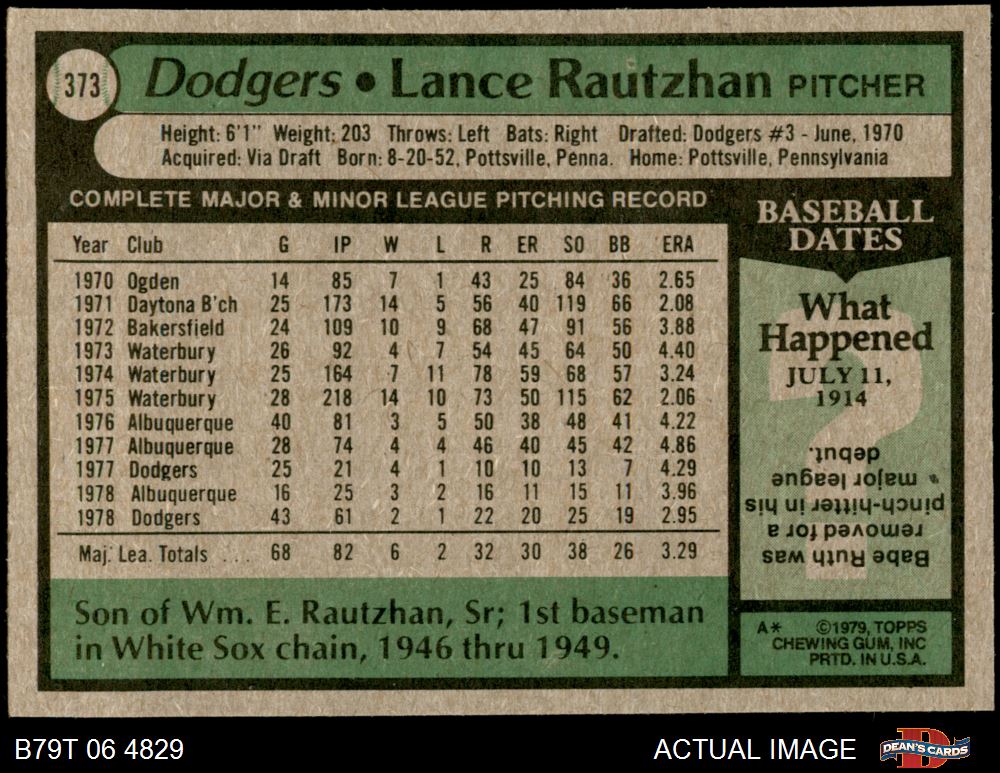 373 Dodgers • Lance Rautzhan PITCHER
Height: 6'1" Weight: 203 Throws: Left Bats: Right Drafted: Dodgers #3 - June, 1970
Acquired: Via Draft Born: 8-20-52, Pottsville, Penna. Home: Pottsville, Pennsylvania
COMPLETE MAJOR & MINOR LEAGUE PITCHING RECORD
Year Club G IP W L R ER SO BB ERA
1970 Ogden 14 85 7 1 43 25 84 36 2.65
1971 Daytona B'ch 25 173 14 5 56 40 119 66 2.08
1972 Bakersfield 24 109 10 9 68 47 91 56 3.88
1973 Waterbury 26 92 4 7 54 45 64 50 4.40
1974 Waterbury 25 164 7 11 78 59 68 57 3.24
1975 Waterbury 28 218 14 10 73 50 115 62 2.06
1976 Albuquerque 40 81 3 5 50 38 48 41 4.22
1977 Albuquerque 28 74 4 4 46 40 45 42 4.86
1977 Dodgers 25 21 4 1 10 10 13 7 4.29
1978 Albuquerque 16 25 3 2 16 11 15 11 3.96
1978 Dodgers 43 61 2 1 22 20 25 19 2.95
Maj. Lea. Totals . . . . 68 82 6 2 32 30 38 26 3.29
Son of Wm. E. Rautzhan, Sr; 1st baseman
in White Sox chain, 1946 thru 1949.
BASEBALL
DATES
What
Happened
JULY 11,
1914
?
Babe Ruth was
removed for a
pinch-hitter in his
major league
debut.
A* ©1979, TOPPS
CHEWING GUM, INC
PRTD. IN U.S.A.
B79T 06 4829
ACTUAL IMAGE
DEAN'S CARDS